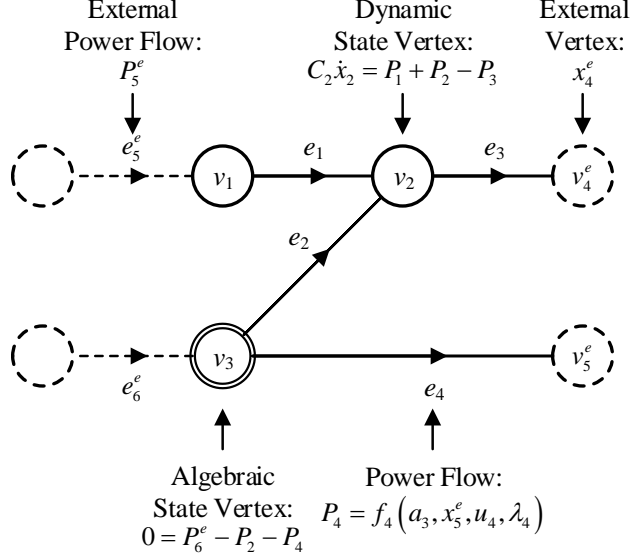 External
Power Flow:
P_5^e
Dynamic
State Vertex:
C_2ẋ_2 = P_1 + P_2 − P_3
External
Vertex:
x_4^e
e_5^e
v_1
e_1
v_2
e_3
v_4^e
e_2
e_6^e
v_3
e_4
v_5^e
Algebraic
State Vertex:
0 = P_6^e − P_2 − P_4
Power Flow:
P_4 = f_4(a_3, x_5^e, u_4, λ_4)